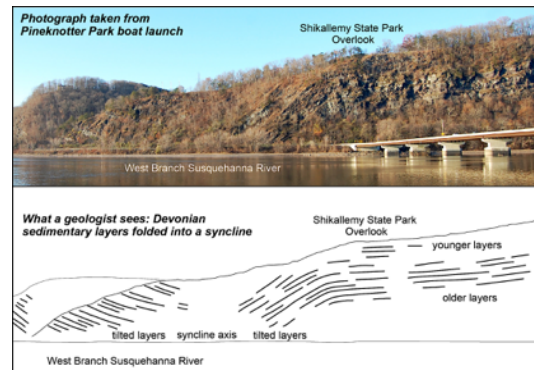 Photograph taken from
Pineknotter Park boat launch
Shikallemy State Park
Overlook
West Branch Susquehanna River
What a geologist sees: Devonian
sedimentary layers folded into a syncline
Shikallemy State Park
Overlook
younger layers
older layers
tilted layers
syncline axis
tilted layers
West Branch Susquehanna River